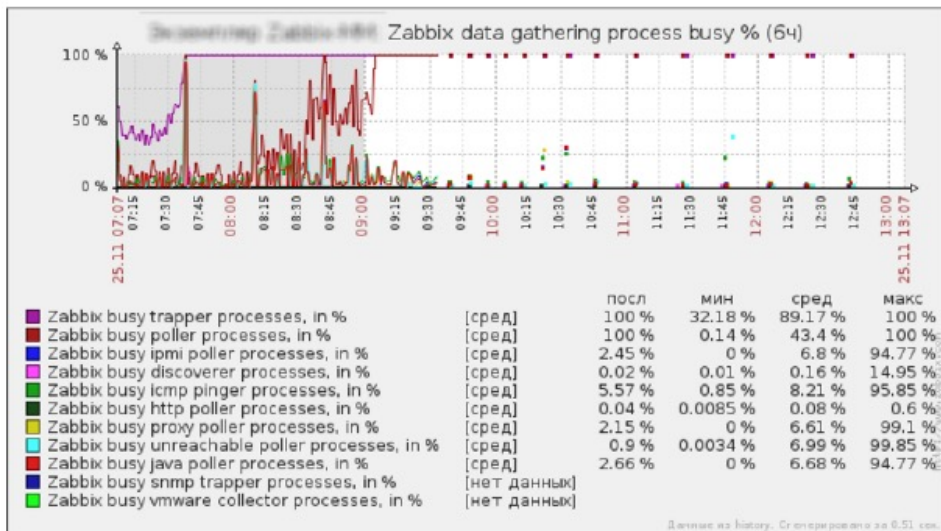 Zabbix data gathering process busy % (6ч)
100 %
50 %
0 %
25.11 07:07
07:15
07:30
07:45
08:00
08:15
08:30
08:45
09:00
09:15
09:30
09:45
10:00
10:15
10:30
10:45
11:00
11:15
11:30
11:45
12:00
12:15
12:30
12:45
13:00
25.11 13:07
посл мин сред макс
Zabbix busy trapper processes, in % [сред] 100 % 32.18 % 89.17 % 100 %
Zabbix busy poller processes, in % [сред] 100 % 0.14 % 43.4 % 100 %
Zabbix busy ipmi poller processes, in % [сред] 2.45 % 0 % 6.8 % 94.77 %
Zabbix busy discoverer processes, in % [сред] 0.02 % 0.01 % 0.16 % 14.95 %
Zabbix busy icmp pinger processes, in % [сред] 5.57 % 0.85 % 8.21 % 95.85 %
Zabbix busy http poller processes, in % [сред] 0.04 % 0.0085 % 0.08 % 0.6 %
Zabbix busy proxy poller processes, in % [сред] 2.15 % 0 % 6.61 % 99.1 %
Zabbix busy unreachable poller processes, in % [сред] 0.9 % 0.0034 % 6.99 % 99.85 %
Zabbix busy java poller processes, in % [сред] 2.66 % 0 % 6.68 % 94.77 %
Zabbix busy snmp trapper processes, in % [нет данных]
Zabbix busy vmware collector processes, in % [нет данных]
Данные из history. Сгенерировано за 0.51 сек.